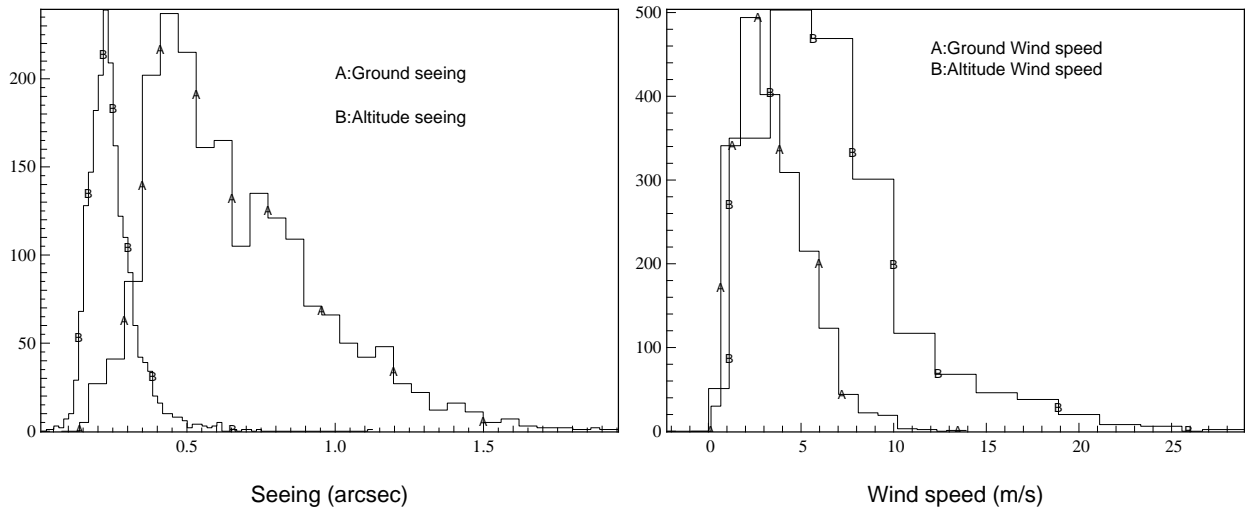 200
150
100
50
0
0.5
1.0
1.5
A:Ground seeing
B:Altitude seeing
B
B
B
B
B
B
B
B
A
A
A
A
A
A
A
A
A
A
Seeing (arcsec)
500
400
300
200
100
0
0
5
10
15
20
25
A:Ground Wind speed
B:Altitude Wind speed
A
A
A
A
A
A
A
A
A
B
B
B
B
B
B
B
B
B
Wind speed (m/s)